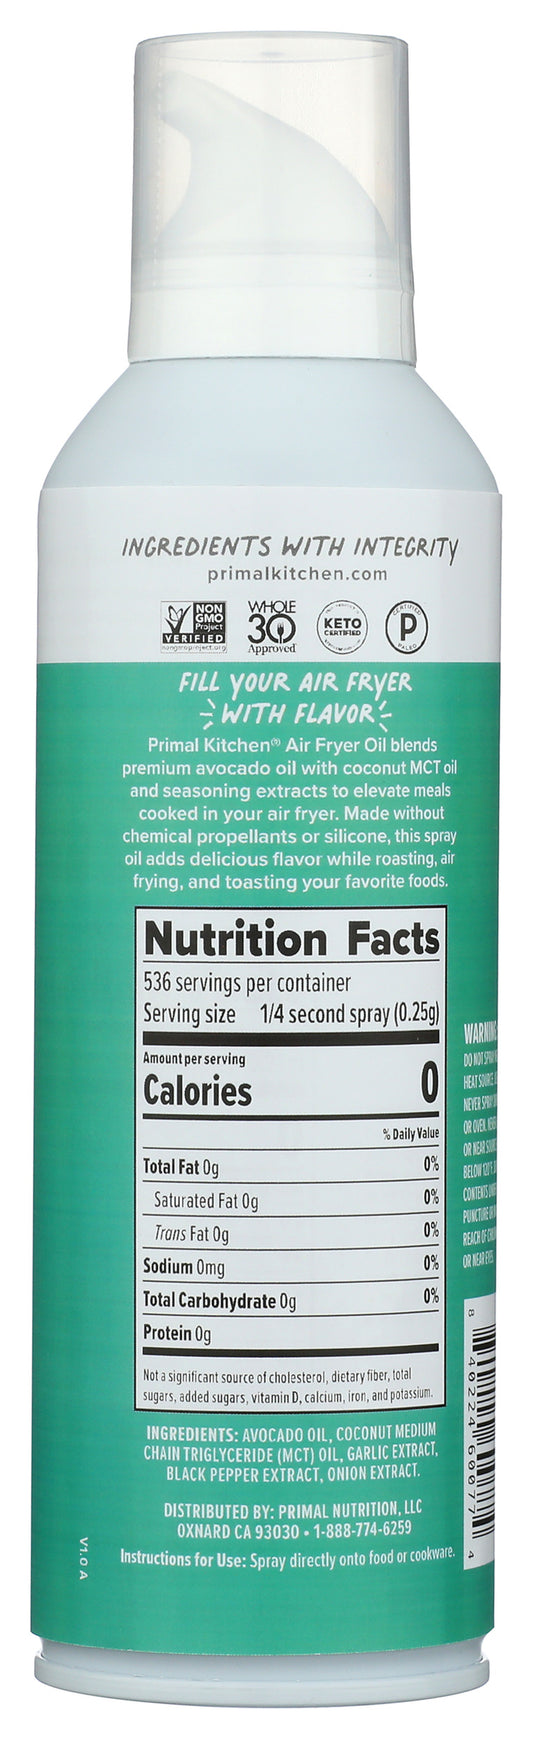 INGREDIENTS WITH INTEGRITY
primalkitchen.com
NON
GMO
Project
VERIFIED
nongmoproject.org
WHOLE
30
Approved
KETO
CERTIFIED
CERTIFIED
P
PALEO
FILL YOUR AIR FRYER
WITH FLAVOR
Primal Kitchen® Air Fryer Oil blends
premium avocado oil with coconut MCT oil
and seasoning extracts to elevate meals
cooked in your air fryer. Made without
chemical propellants or silicone, this spray
oil adds delicious flavor while roasting, air
frying, and toasting your favorite foods.
Nutrition Facts
536 servings per container
Serving size 1/4 second spray (0.25g)
Amount per serving
Calories 0
% Daily Value
Total Fat 0g 0%
Saturated Fat 0g 0%
Trans Fat 0g 0%
Sodium 0mg 0%
Total Carbohydrate 0g 0%
Protein 0g
Not a significant source of cholesterol, dietary fiber, total
sugars, added sugars, vitamin D, calcium, iron, and potassium.
INGREDIENTS: AVOCADO OIL, COCONUT MEDIUM
CHAIN TRIGLYCERIDE (MCT) OIL, GARLIC EXTRACT,
BLACK PEPPER EXTRACT, ONION EXTRACT.
DISTRIBUTED BY: PRIMAL NUTRITION, LLC
OXNARD CA 93030 • 1-888-774-6259
Instructions for Use: Spray directly onto food or cookware.
V1.0 A
WARNING:
DO NOT SPRAY
HEAT SOURCE.
NEVER SPRAY
OR OVEN.
OR NEAR
BELOW 120°F.
CONTENTS
PUNCTURE OR
REACH OF
OR NEAR EYES.
8 40224 60077 4